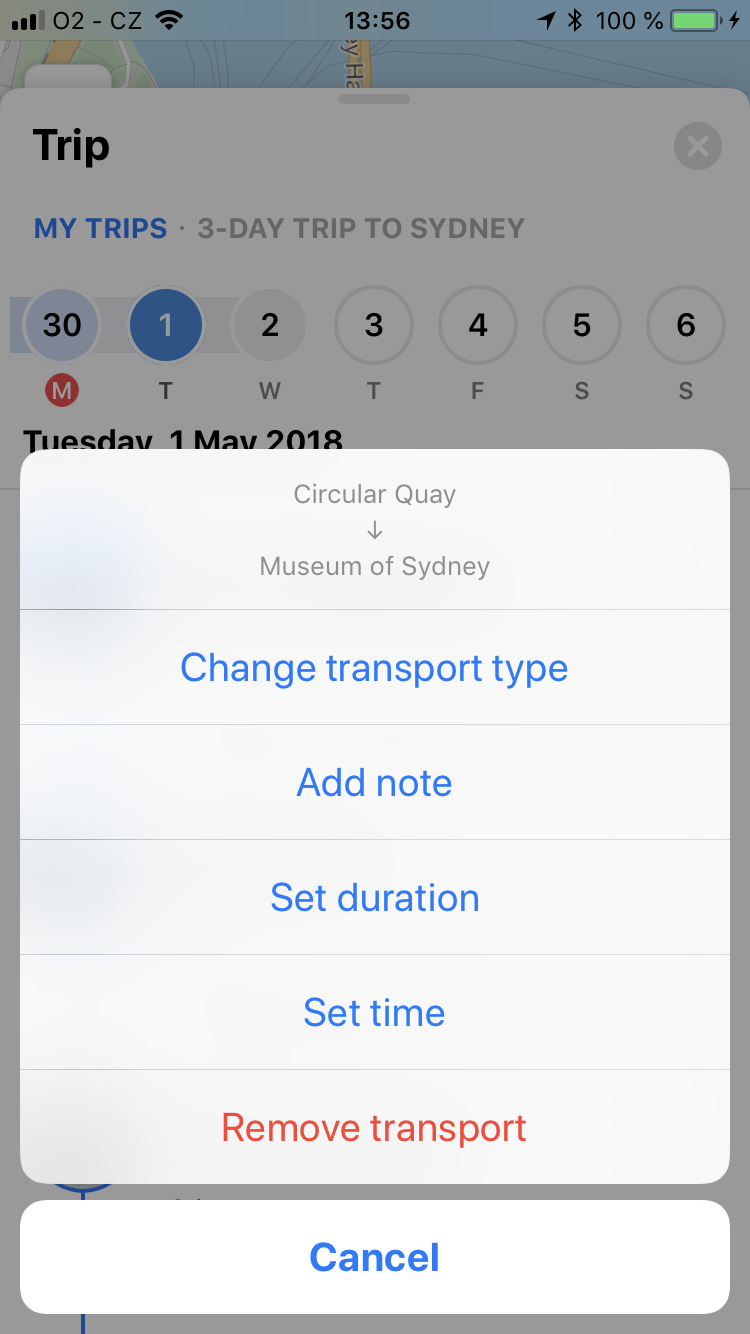 O2 - CZ 13:56 100 %
y Ha
Trip
MY TRIPS · 3-DAY TRIP TO SYDNEY
30 1 2 3 4 5 6
M T W T F S S
Tuesday, 1 May 2018
Circular Quay
↓
Museum of Sydney
Change transport type
Add note
Set duration
Set time
Remove transport
Cancel